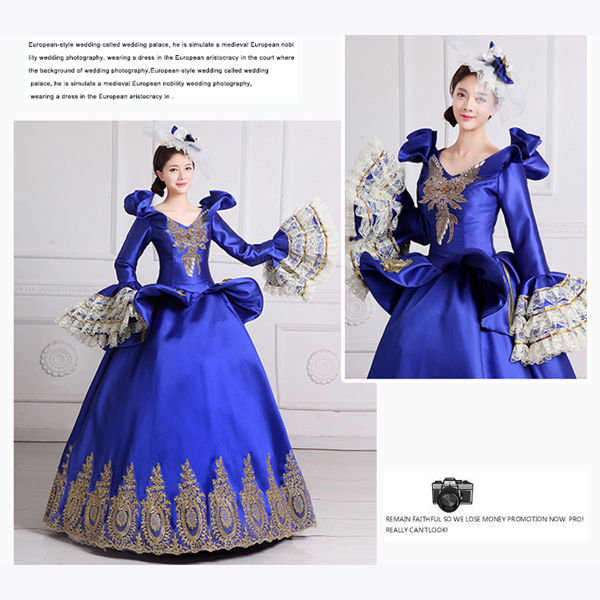 European-style wedding called wedding palace, he is simulate a medieval European nobi
lity wedding photography, wearing a dress in the European aristocracy in the court where
the background of wedding photography.European-style wedding called wedding
palace, he is simulate a medieval European nobility wedding photography,
wearing a dress in the European aristocracy in .
REMAIN FAITHFUL SO WE LOSE MONEY PROMOTION NOW. PRO!
REALLY CAN'TLOOK!